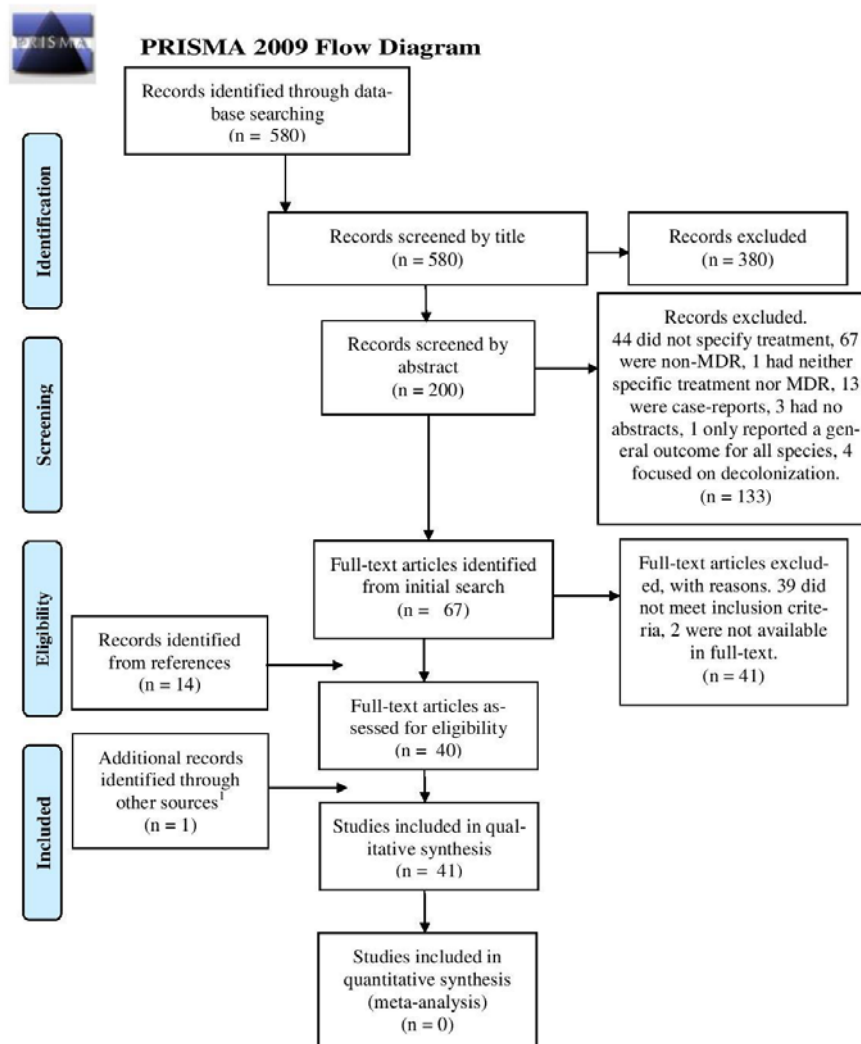 PRISMA
PRISMA 2009 Flow Diagram
Records identified through data-
base searching
(n = 580)
Identification
Records screened by title
(n = 580)
Records excluded
(n = 380)
Screening
Records screened by
abstract
(n = 200)
Records excluded.
44 did not specify treatment, 67
were non-MDR, 1 had neither
specific treatment nor MDR, 13
were case-reports, 3 had no
abstracts, 1 only reported a gen-
eral outcome for all species, 4
focused on decolonization.
(n = 133)
Eligibility
Full-text articles identified
from initial search
(n = 67)
Full-text articles exclud-
ed, with reasons. 39 did
not meet inclusion crite-
ria, 2 were not available
in full-text.
(n = 41)
Records identified
from references
(n = 14)
Full-text articles as-
sessed for eligibility
(n = 40)
Included
Additional records
identified through
other sources¹
(n = 1)
Studies included in qual-
itative synthesis
(n = 41)
Studies included in
quantitative synthesis
(meta-analysis)
(n = 0)